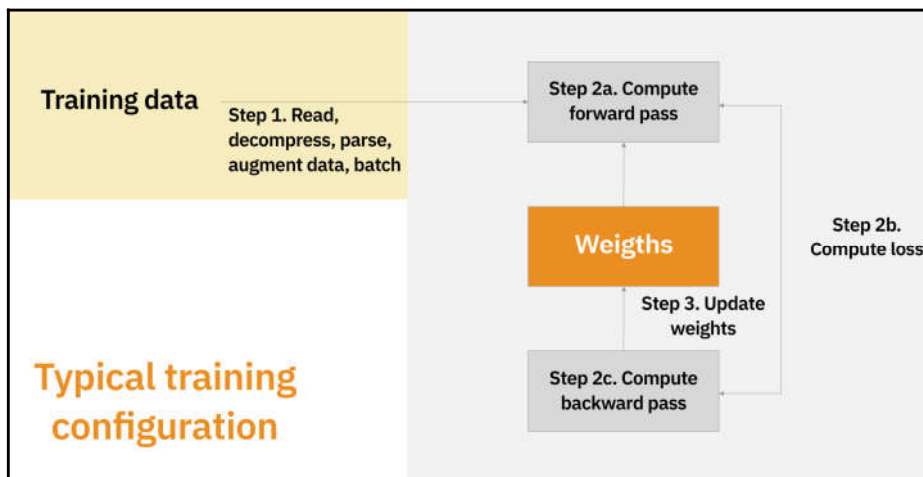 Training data
Step 1. Read,
decompress, parse,
augment data, batch
Step 2a. Compute
forward pass
Weigths
Step 2b.
Compute loss
Step 3. Update
weights
Step 2c. Compute
backward pass
Typical training
configuration